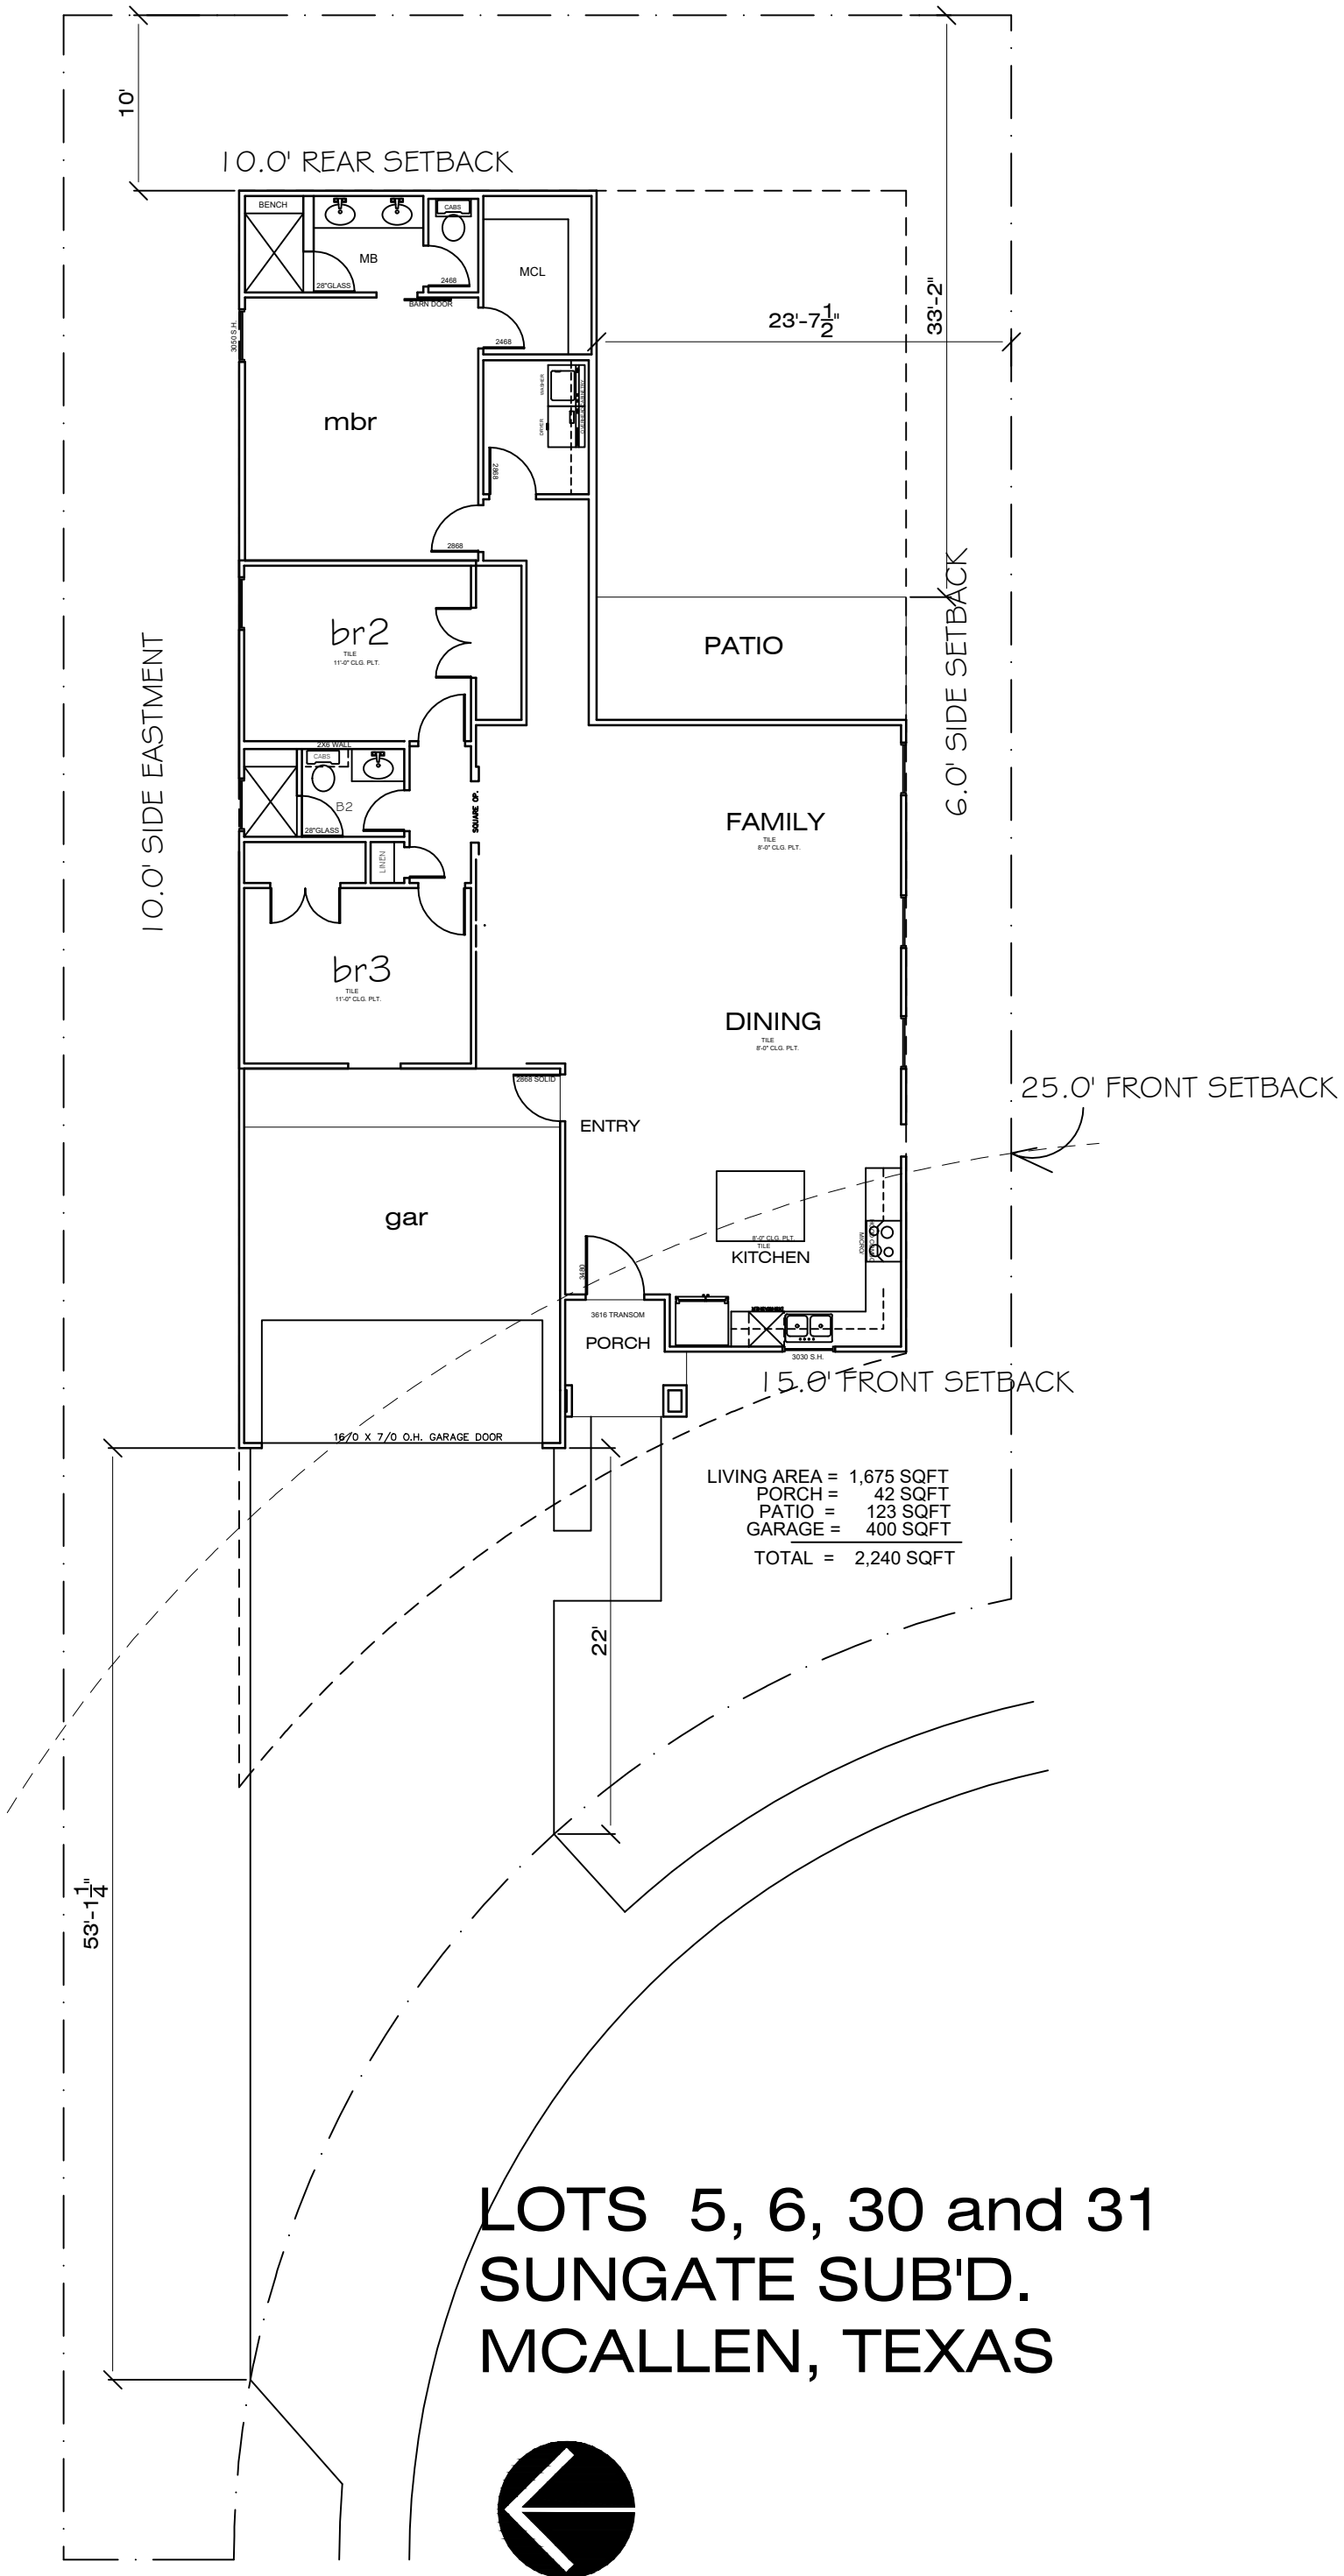 10'
10.0' REAR SETBACK
BENCH
CABS
MB
MCL
28"GLASS
2468
BARN DOOR
3050 S.H.
2468
23'-7 1/2"
33'-2"
mbr
WASHER
DRYER
2868
2868
br2
TILE
11'-0" CLG. PLT.
PATIO
10.0' SIDE EASTMENT
6.0' SIDE SETBACK
2X6 WALL
CABS
B2
28"GLASS
SQUARE OP.
LINEN
FAMILY
TILE
8'-0" CLG. PLT.
br3
TILE
11'-0" CLG. PLT.
DINING
TILE
8'-0" CLG. PLT.
2868 SOLID
ENTRY
25.0' FRONT SETBACK
gar
8'-0" CLG. PLT.
TILE
KITCHEN
MICRO/
3480
3616 TRANSOM
PORCH
3030 S.H.
15.0' FRONT SETBACK
16/0 X 7/0 O.H. GARAGE DOOR
LIVING AREA = 1,675 SQFT
PORCH = 42 SQFT
PATIO = 123 SQFT
GARAGE = 400 SQFT
TOTAL = 2,240 SQFT
22'
53'-1 1/4"
LOTS 5, 6, 30 and 31
SUNGATE SUB'D.
MCALLEN, TEXAS